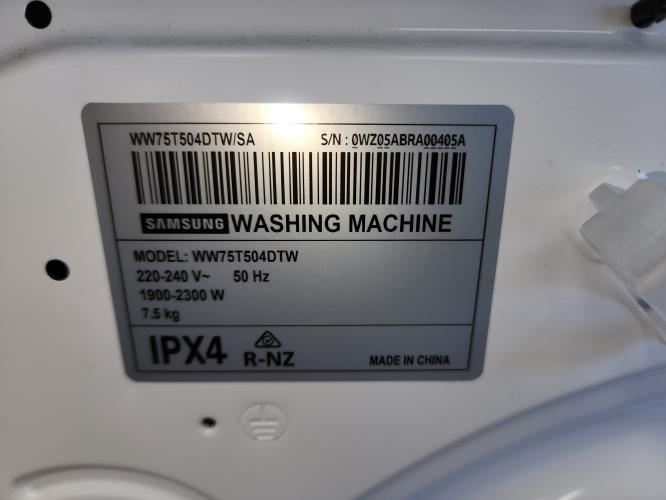 WW75T504DTW/SA S/N : 0WZ05ABRA00405A
SAMSUNG WASHING MACHINE
MODEL: WW75T504DTW
220-240 V~ 50 Hz
1900-2300 W
7.5 kg
IPX4 R-NZ MADE IN CHINA